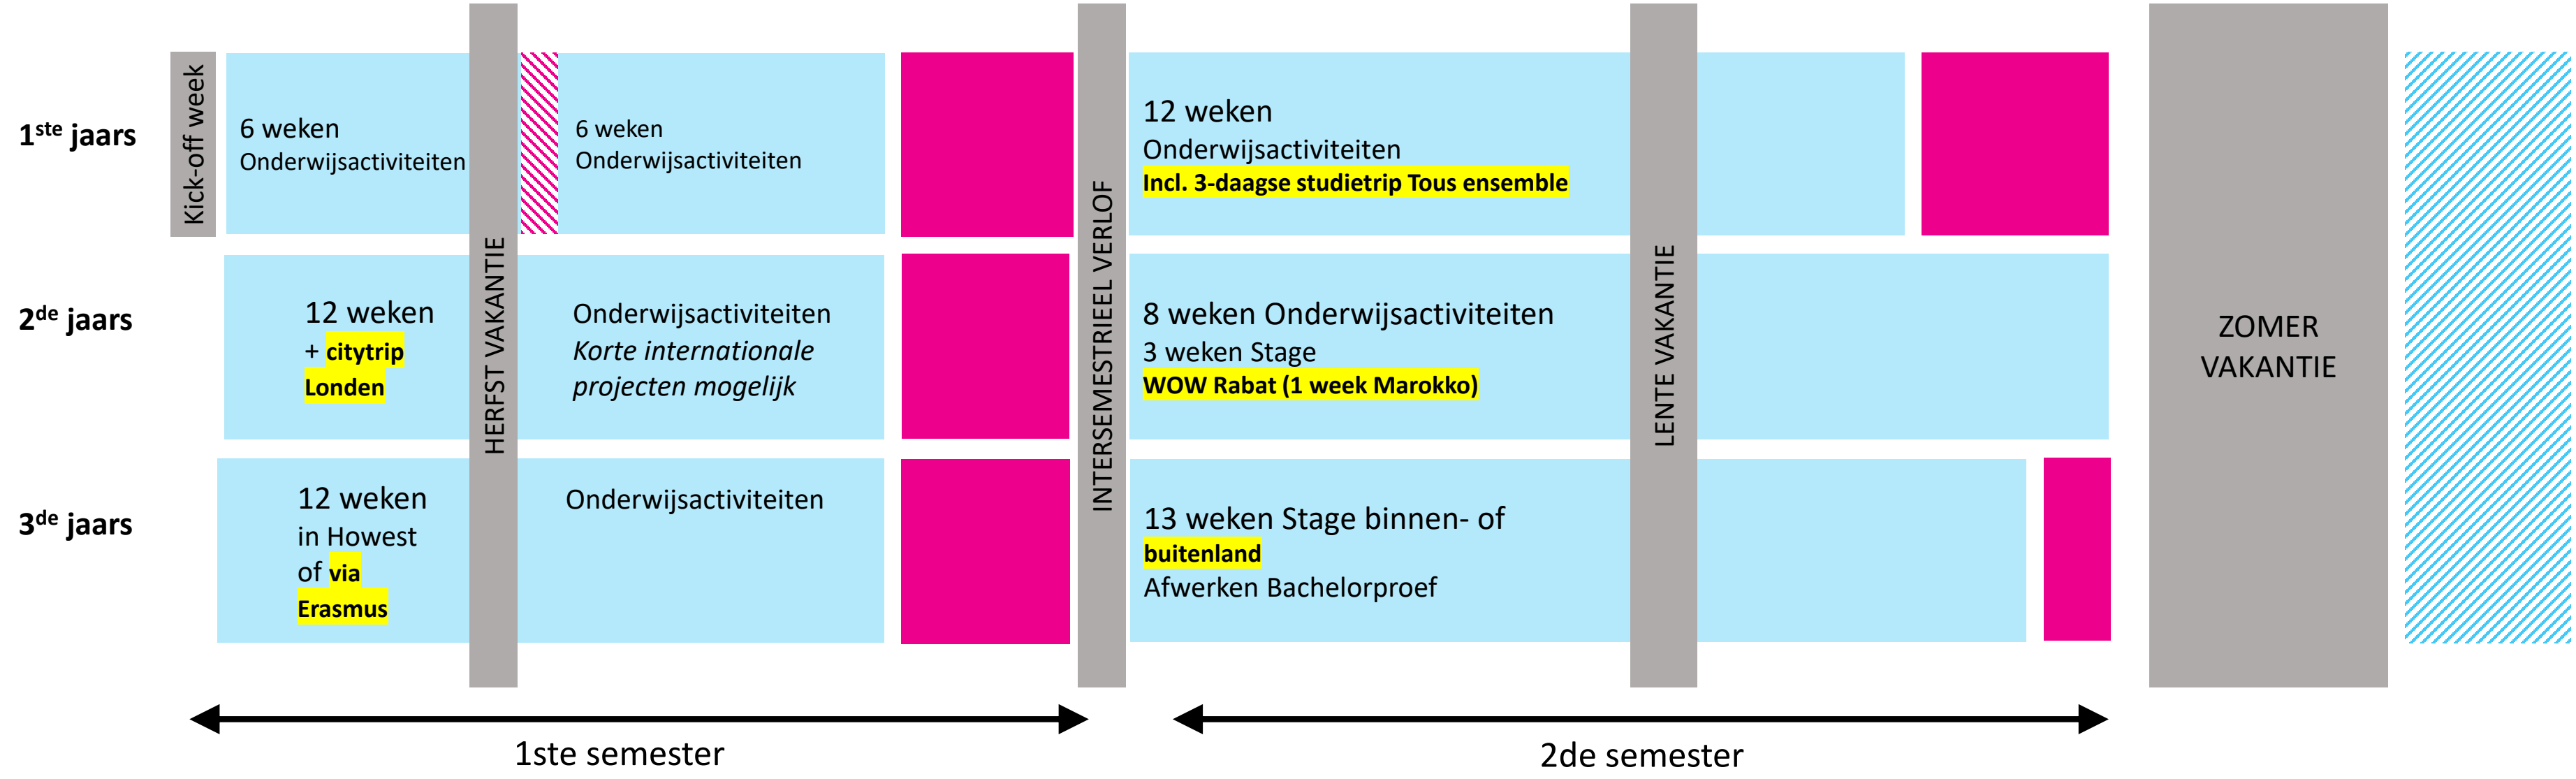 1ste jaars
Kick-off week
6 weken
Onderwijsactiviteiten
6 weken
Onderwijsactiviteiten
12 weken
Onderwijsactiviteiten
Incl. 3-daagse studietrip Tous ensemble
2de jaars
12 weken
+ citytrip
Londen
HERFST VAKANTIE
Onderwijsactiviteiten
Korte internationale
projecten mogelijk
INTERSEMESTRIEEL VERLOF
8 weken Onderwijsactiviteiten
3 weken Stage
WOW Rabat (1 week Marokko)
LENTE VAKANTIE
ZOMER
VAKANTIE
3de jaars
12 weken
in Howest
of via
Erasmus
Onderwijsactiviteiten
13 weken Stage binnen- of
buitenland
Afwerken Bachelorproef
1ste semester
2de semester